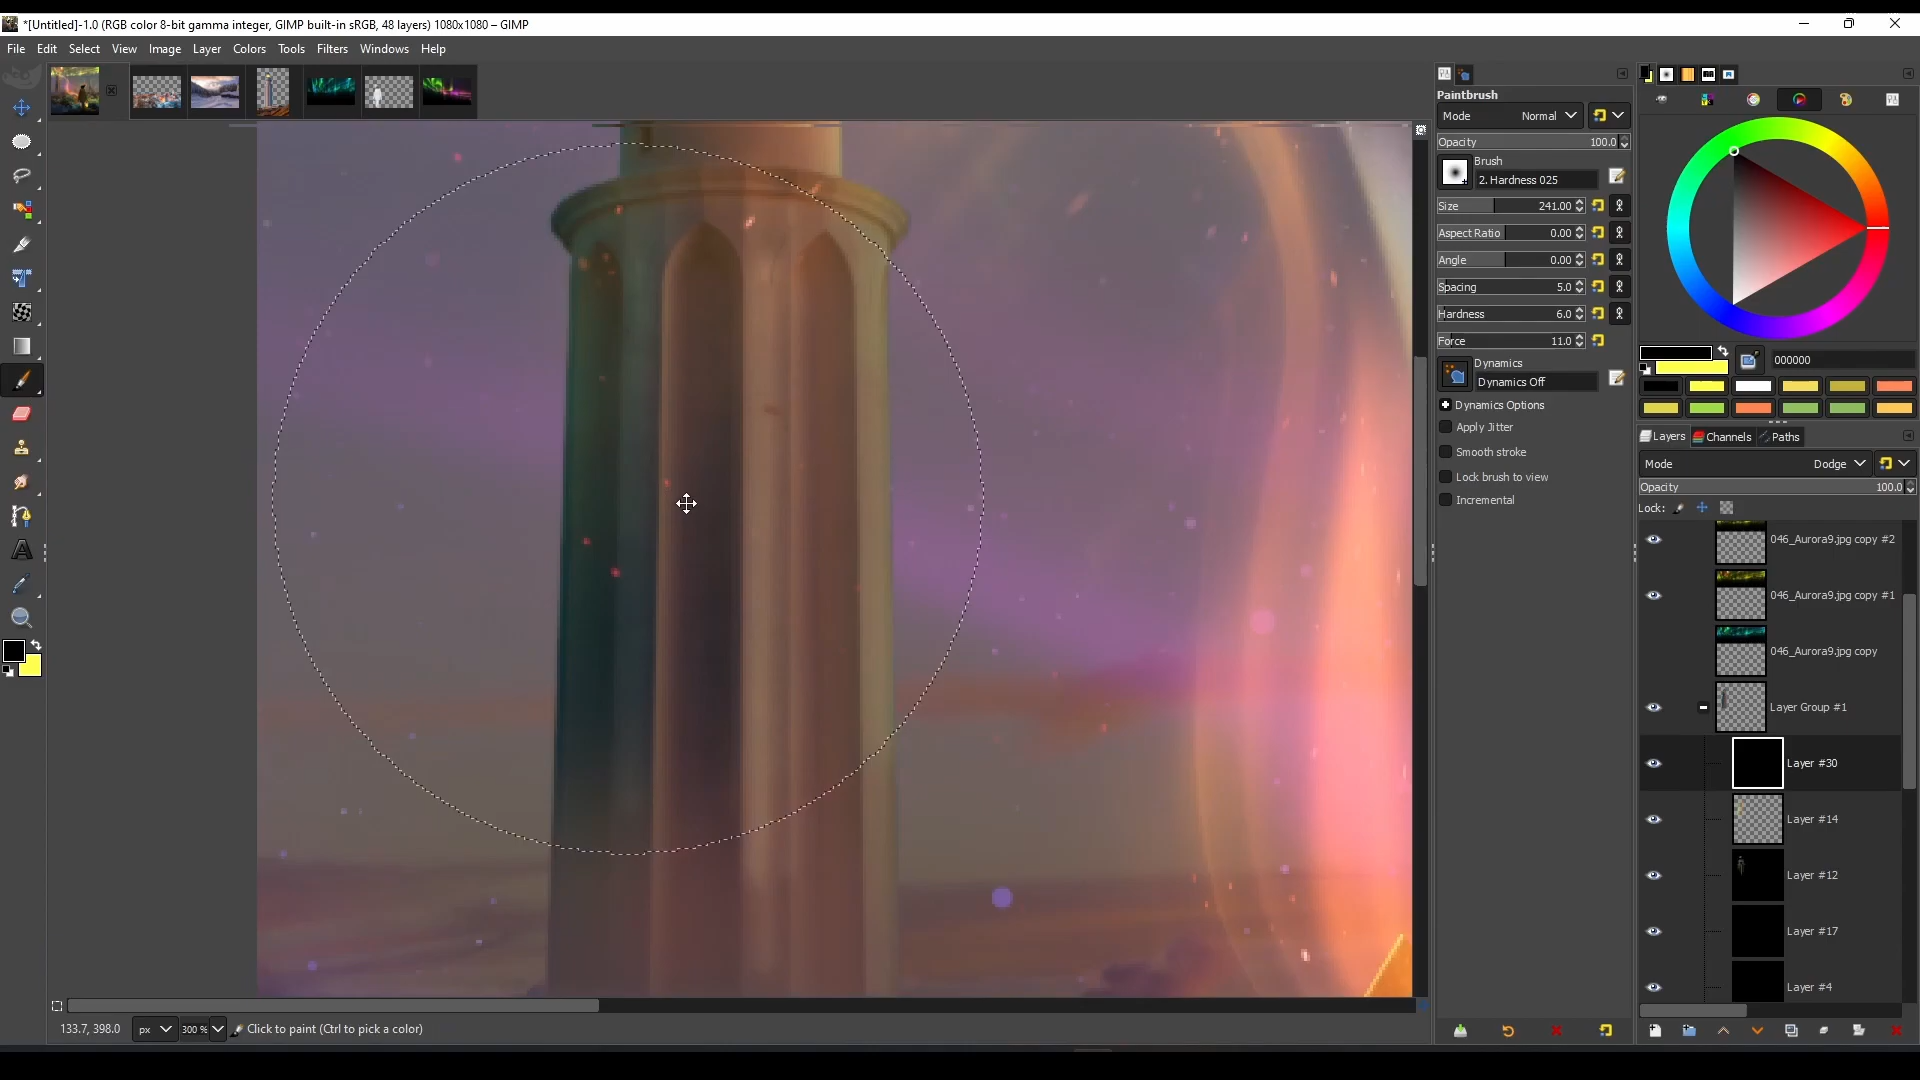 *[Untitled]-1.0 (RGB color 8-bit gamma integer, GIMP built-in sRGB, 48 layers) 1080x1080 – GIMP
File Edit Select View Image Layer Colors Tools Filters Windows Help
Paintbrush
Mode Normal
Opacity 100.0
Brush
2. Hardness 025
Size 241.00
Aspect Ratio 0.00
Angle 0.00
Spacing 5.0
Hardness 6.0
Force 11.0
Dynamics
Dynamics Off
Dynamics Options
Apply Jitter
Smooth stroke
Lock brush to view
Incremental
000000
Layers Channels Paths
Mode Dodge
Opacity 100.0
Lock:
046_Aurora9.jpg copy #2
046_Aurora9.jpg copy #1
046_Aurora9.jpg copy
Layer Group #1
Layer #30
Layer #14
Layer #12
Layer #17
Layer #4
133.7, 398.0 px 300 % Click to paint (Ctrl to pick a color)